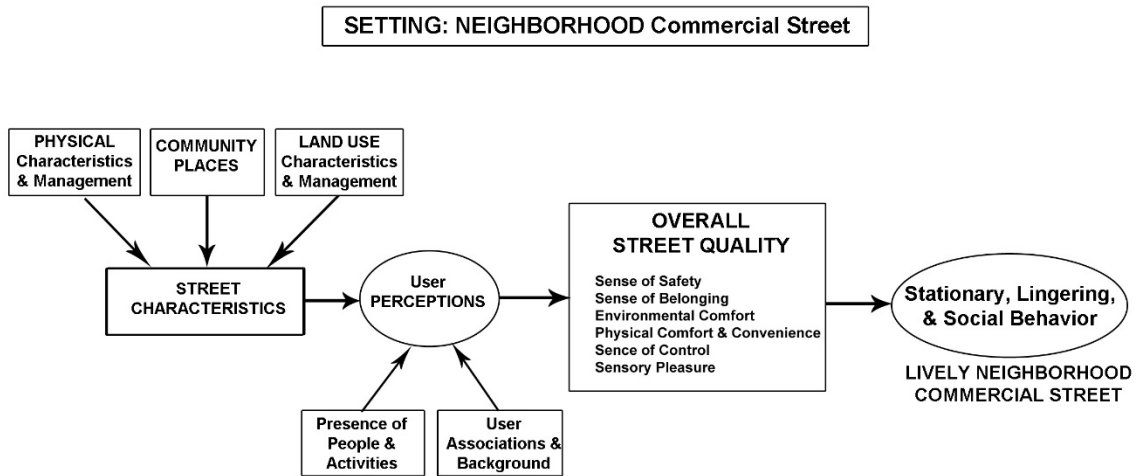 SETTING: NEIGHBORHOOD Commercial Street
PHYSICAL
Characteristics
& Management
COMMUNITY
PLACES
LAND USE
Characteristics
& Management
STREET
CHARACTERISTICS
User
PERCEPTIONS
Presence of
People &
Activities
User
Associations &
Background
OVERALL
STREET QUALITY
Sense of Safety
Sense of Belonging
Environmental Comfort
Physical Comfort & Convenience
Sence of Control
Sensory Pleasure
Stationary, Lingering,
& Social Behavior
LIVELY NEIGHBORHOOD
COMMERCIAL STREET